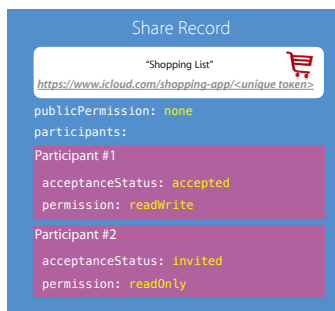 Share Record
“Shopping List”
https://www.icloud.com/shopping-app/<unique token>
publicPermission: none
participants:
Participant #1
acceptanceStatus: accepted
permission: readWrite
Participant #2
acceptanceStatus: invited
permission: readOnly